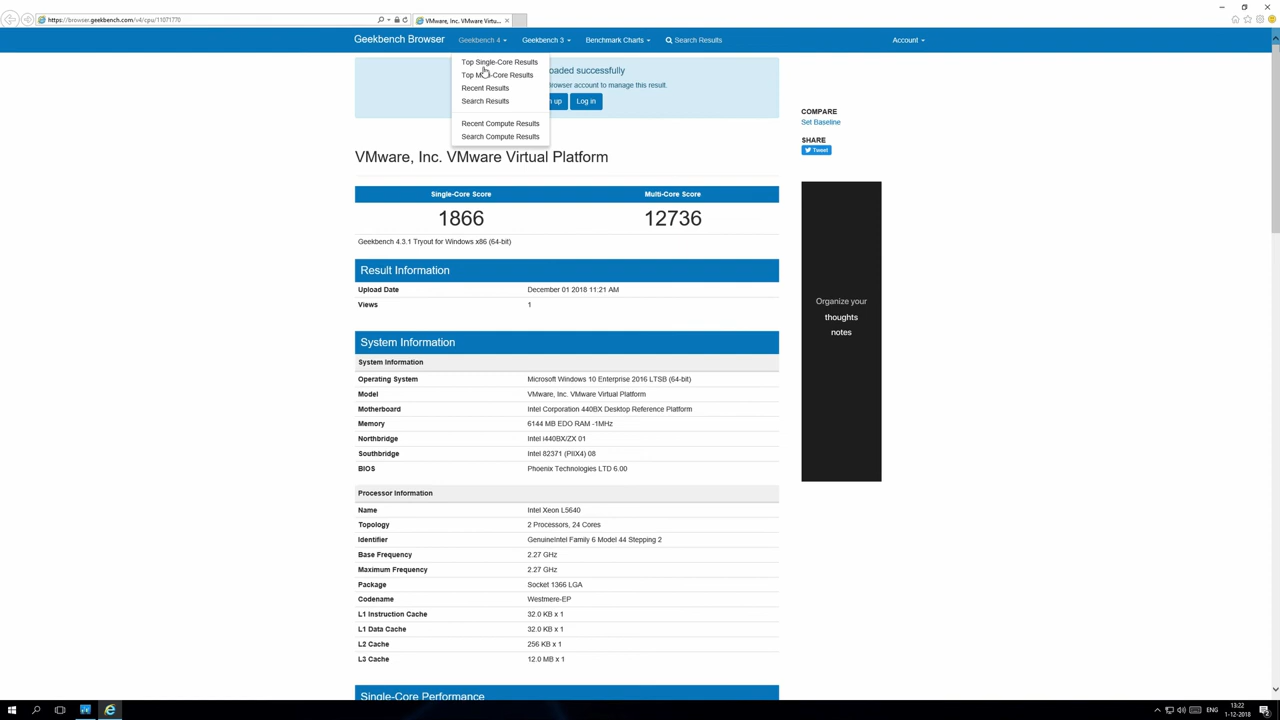 https://browser.geekbench.com/v4/cpu/11071770
VMware, Inc. VMware Virtu...
Geekbench Browser
Geekbench 4
Geekbench 3
Benchmark Charts
Search Results
Account
Top Single-Core Results
Top Multi-Core Results
Recent Results
Search Results
Recent Compute Results
Search Compute Results
oaded successfully
rowser account to manage this result.
n up
Log in
COMPARE
Set Baseline
SHARE
Tweet
VMware, Inc. VMware Virtual Platform
Single-Core Score
Multi-Core Score
1866
12736
Geekbench 4.3.1 Tryout for Windows x86 (64-bit)
Result Information
Upload Date December 01 2018 11:21 AM
Views 1
System Information
System Information
Operating System Microsoft Windows 10 Enterprise 2016 LTSB (64-bit)
Model VMware, Inc. VMware Virtual Platform
Motherboard Intel Corporation 440BX Desktop Reference Platform
Memory 6144 MB EDO RAM -1MHz
Northbridge Intel i440BX/ZX 01
Southbridge Intel 82371 (PIIX4) 08
BIOS Phoenix Technologies LTD 6.00
Processor Information
Name Intel Xeon L5640
Topology 2 Processors, 24 Cores
Identifier GenuineIntel Family 6 Model 44 Stepping 2
Base Frequency 2.27 GHz
Maximum Frequency 2.27 GHz
Package Socket 1366 LGA
Codename Westmere-EP
L1 Instruction Cache 32.0 KB x 1
L1 Data Cache 32.0 KB x 1
L2 Cache 256 KB x 1
L3 Cache 12.0 MB x 1
Single-Core Performance
Organize your
thoughts
notes
ENG
13:22
1-12-2018